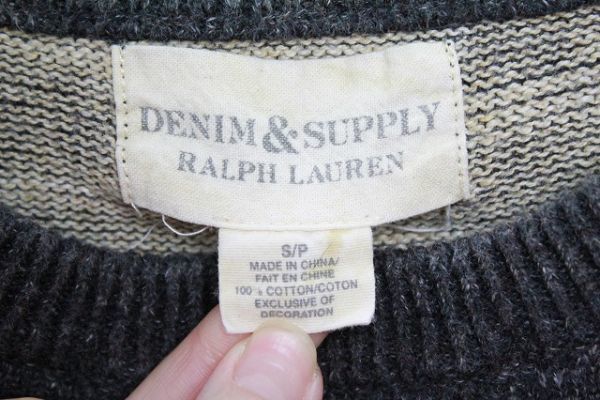 DENIM & SUPPLY
RALPH LAUREN
S/P
MADE IN CHINA/
FAIT EN CHINE
100% COTTON/COTON
EXCLUSIVE OF
DECORATION